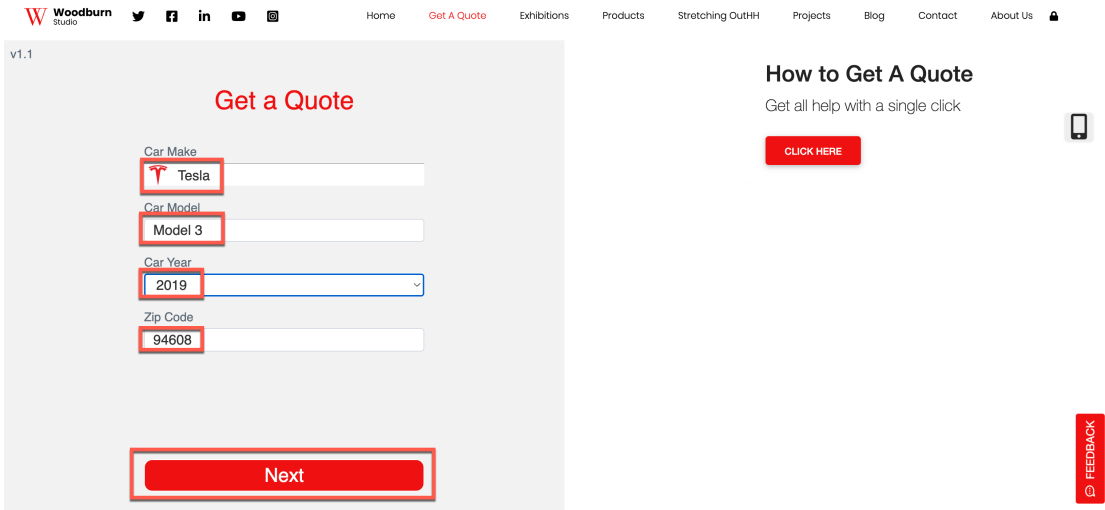 Woodburn
Studio
Home Get A Quote Exhibitions Products Stretching OutHH Projects Blog Contact About Us
v1.1
Get a Quote
Car Make
Tesla
Car Model
Model 3
Car Year
2019
Zip Code
94608
Next
How to Get A Quote
Get all help with a single click
CLICK HERE
FEEDBACK